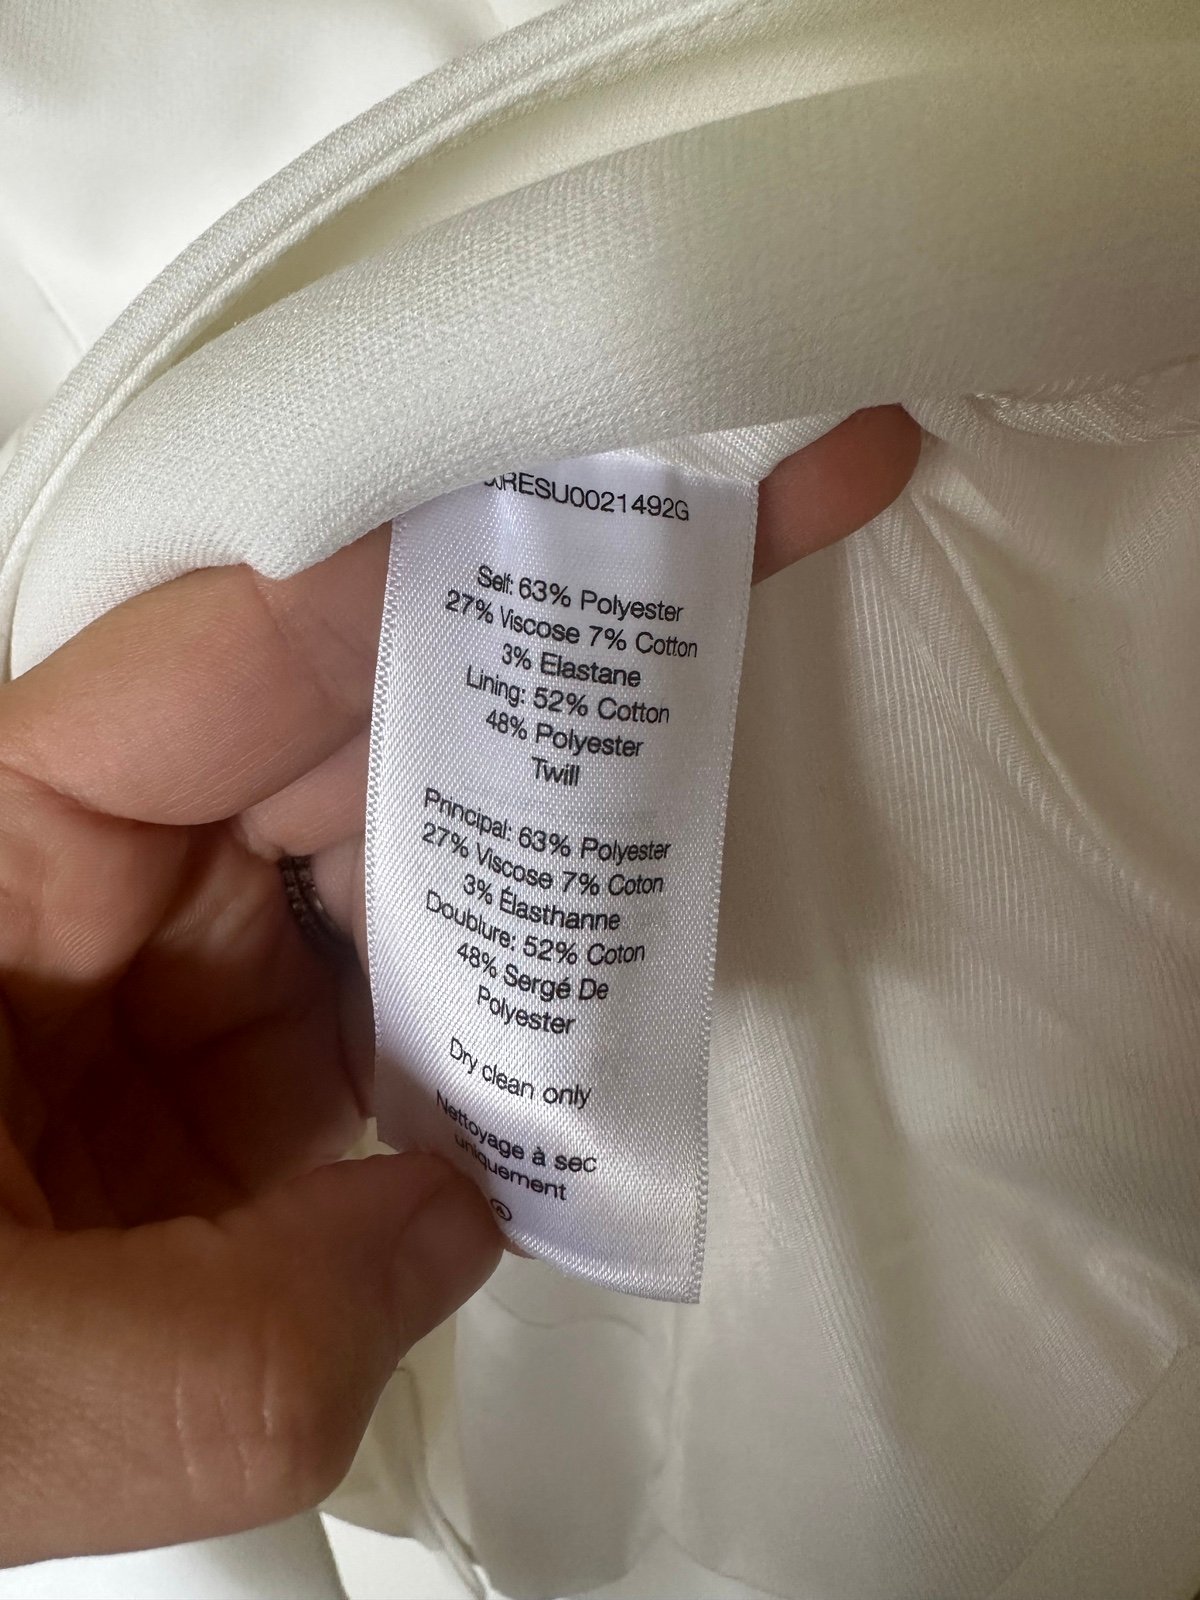 RESU0021492G
Self: 63% Polyester
27% Viscose 7% Cotton
3% Elastane
Lining: 52% Cotton
48% Polyester
Twill
Principal: 63% Polyester
27% Viscose 7% Coton
3% Élasthanne
Doublure: 52% Coton
48% Sergé De
Polyester
Dry clean only
Nettoyage à sec
uniquement